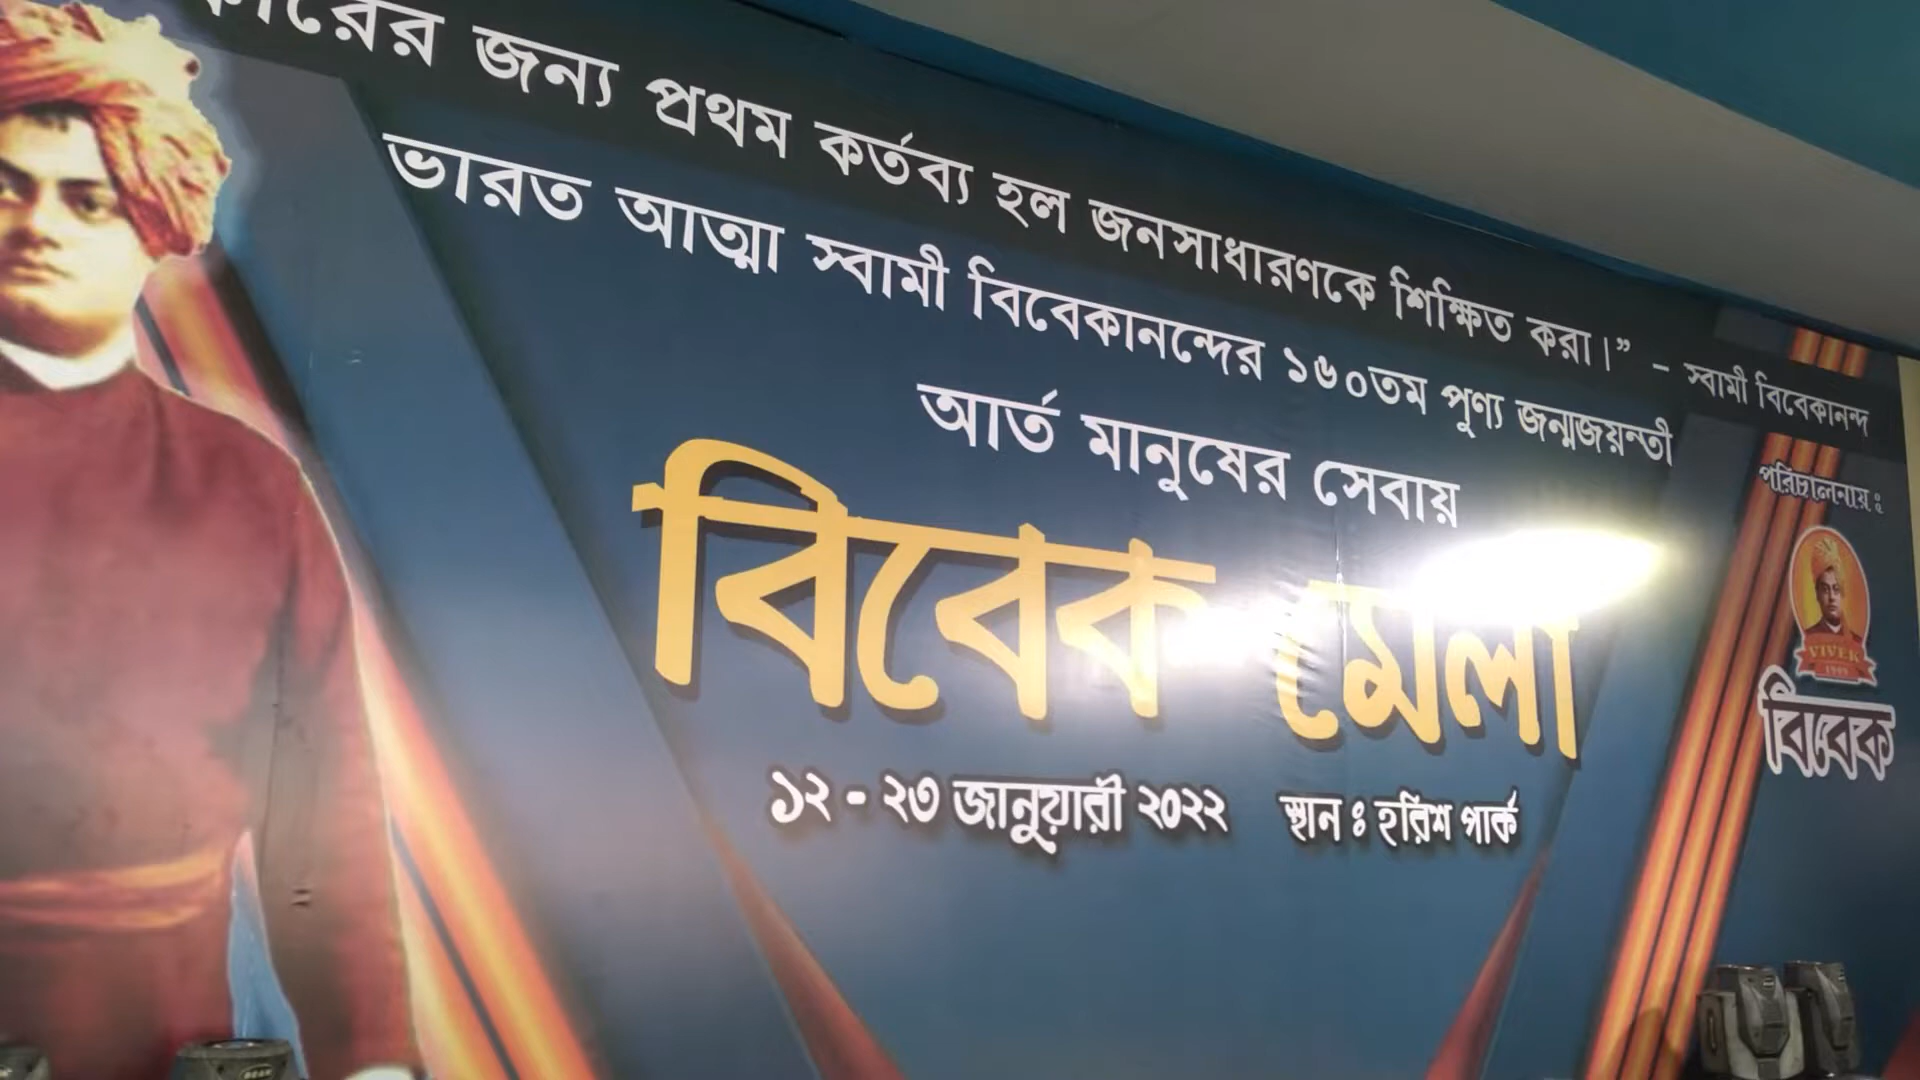 জন্য প্রথম কর্তব্য হল জনসাধারণকে শিক্ষিত করা।” – স্বামী বিবেকানন্দ
ভারত আত্মা স্বামী বিবেকানন্দের ১৬০তম পুণ্য জন্মজয়ন্তী
আর্ত মানুষের সেবায়
বিবেক মেলা
১২ - ২৩ জানুয়ারী ২০২২ স্থান ঃ হরিশ পার্ক
পরিচালনায় ঃ
VIVEK
বিবেক